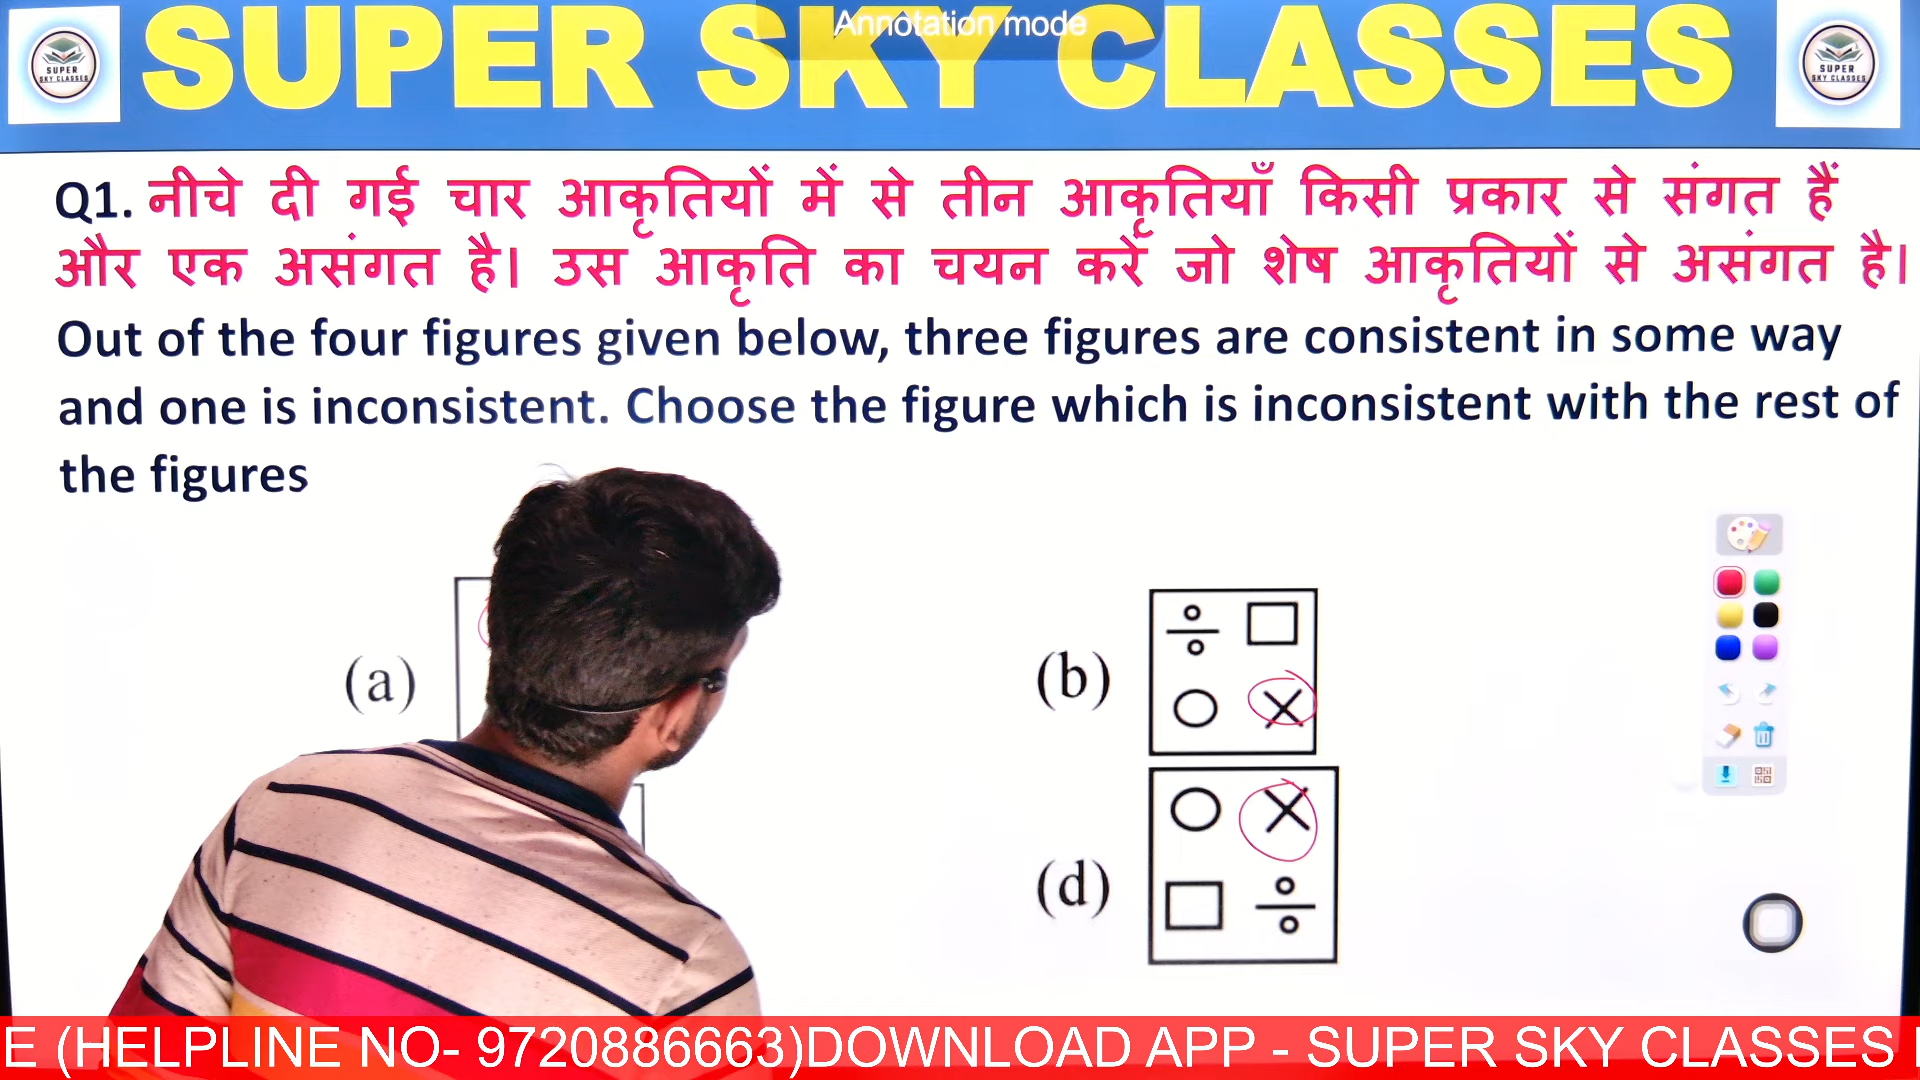 SUPER SKY CLASSES
Annotation mode
SUPER
SKY CLASSES
SUPER
SKY CLASSES
Q1. नीचे दी गई चार आकृतियों में से तीन आकृतियाँ किसी प्रकार से संगत हैं
और एक असंगत है। उस आकृति का चयन करें जो शेष आकृतियों से असंगत है।
Out of the four figures given below, three figures are consistent in some way
and one is inconsistent. Choose the figure which is inconsistent with the rest of
the figures
(a)
(b)
(d)
E (HELPLINE NO- 9720886663)DOWNLOAD APP - SUPER SKY CLASSES